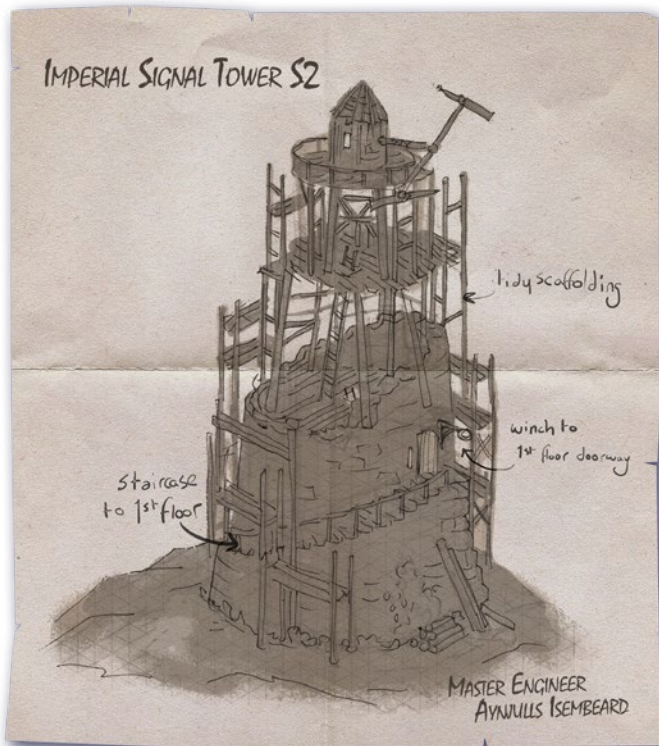 IMPERIAL SIGNAL TOWER S2
tidy scaffolding
winch to
1st floor doorway
staircase
to 1st floor
MASTER ENGINEER
AYNJULLS ISEMBEARD